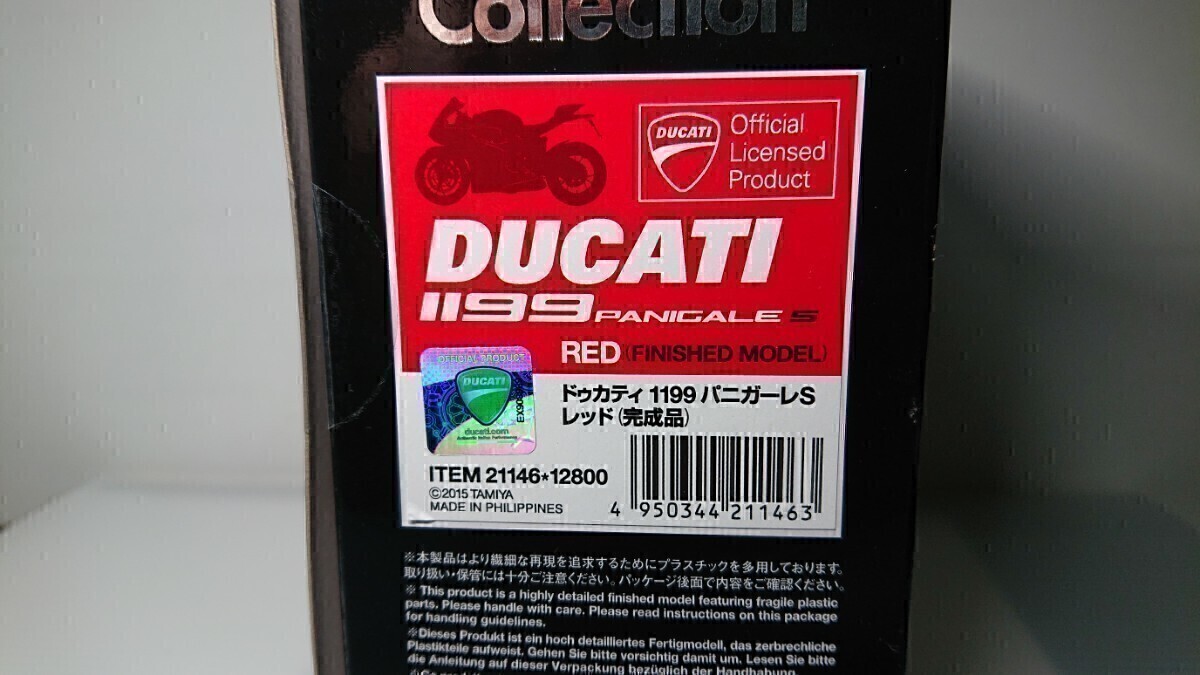 Collection
DUCATI
Official
Licensed
Product
DUCATI
1199 PANIGALE S
RED (FINISHED MODEL)
OFFICIAL PRODUCT
DUCATI
ducati.com
ドゥカティ 1199 パニガーレS
レッド (完成品)
ITEM 21146*12800
©2015 TAMIYA
MADE IN PHILIPPINES
4 950344 211463
※本製品はより繊細な再現を追求するためにプラスチックを多用しております。
取り扱い・保管には十分ご注意ください。パッケージ後面で内容をご確認ください。
※ This product is a highly detailed finished model featuring fragile plastic
parts. Please handle with care. Please read instructions on this package
for handling guidelines.
※Dieses Produkt ist ein hoch detailliertes Fertigmodell, das zerbrechliche
Plastikteile aufweist. Gehen Sie bitte vorsichtig damit um. Lesen Sie bitte
die Anleitung auf dieser Verpackung bezüglich der Handhabung.